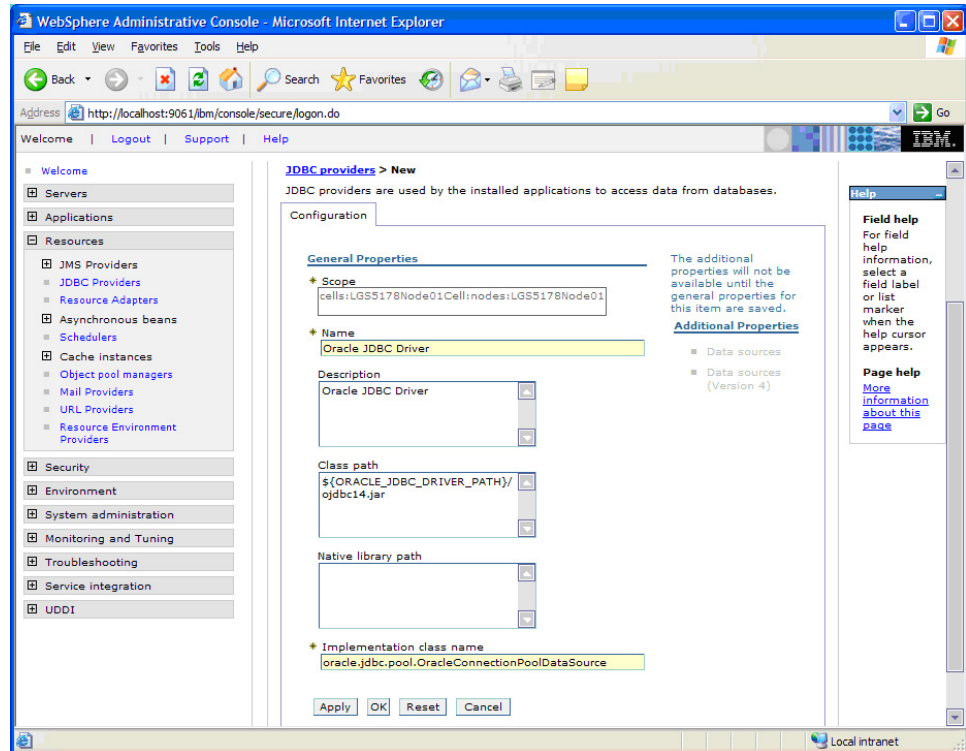 WebSphere Administrative Console - Microsoft Internet Explorer
File Edit View Favorites Tools Help
Back Search Favorites
Address http://localhost:9061/ibm/console/secure/logon.do Go
Welcome | Logout | Support | Help IBM.
Welcome
Servers
Applications
Resources
JMS Providers
JDBC Providers
Resource Adapters
Asynchronous beans
Schedulers
Cache instances
Object pool managers
Mail Providers
URL Providers
Resource Environment
Providers
Security
Environment
System administration
Monitoring and Tuning
Troubleshooting
Service integration
UDDI
JDBC providers > New
JDBC providers are used by the installed applications to access data from databases.
Configuration
General Properties
Scope
cells:LGS5178Node01Cell:nodes:LGS5178Node01
Name
Oracle JDBC Driver
Description
Oracle JDBC Driver
Class path
${ORACLE_JDBC_DRIVER_PATH}/
ojdbc14.jar
Native library path
Implementation class name
oracle.jdbc.pool.OracleConnectionPoolDataSource
Apply OK Reset Cancel
The additional
properties will not be
available until the
general properties for
this item are saved.
Additional Properties
Data sources
Data sources
(Version 4)
Help
Field help
For field
help
information,
select a
field label
or list
marker
when the
help cursor
appears.
Page help
More
information
about this
page
Local intranet